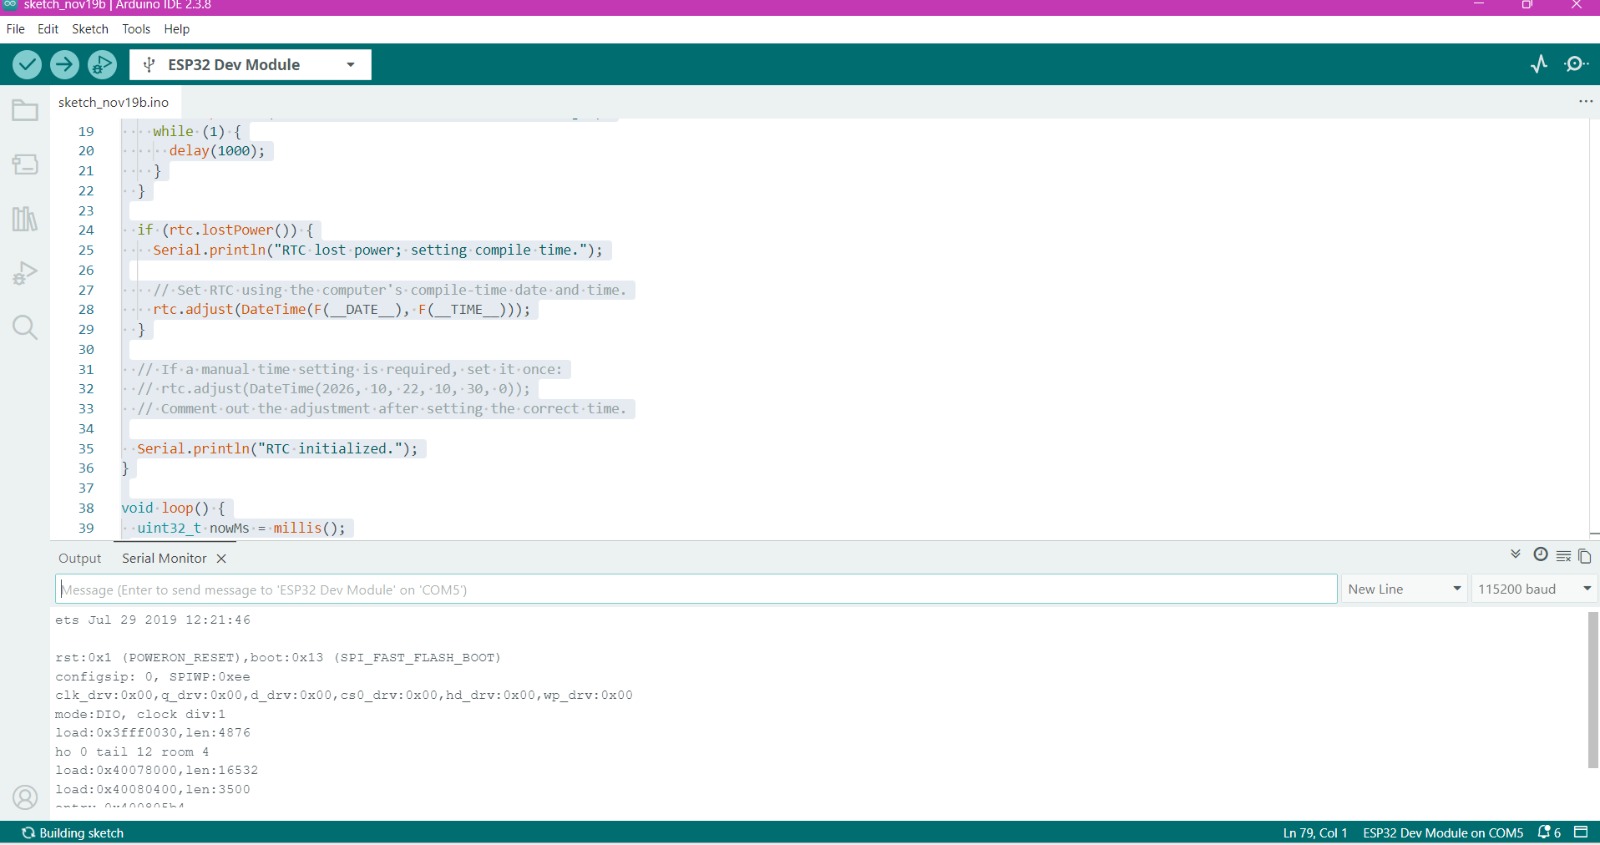 sketch_nov19b | Arduino IDE 2.3.8
File Edit Sketch Tools Help
ESP32 Dev Module
sketch_nov19b.ino
19 while (1) {
20 delay(1000);
21 }
22 }
23
24 if (rtc.lostPower()) {
25 Serial.println("RTC lost power; setting compile time.");
26
27 // Set RTC using the computer's compile-time date and time.
28 rtc.adjust(DateTime(F(__DATE__), F(__TIME__)));
29 }
30
31 // If a manual time setting is required, set it once:
32 // rtc.adjust(DateTime(2026, 10, 22, 10, 30, 0));
33 // Comment out the adjustment after setting the correct time.
34
35 Serial.println("RTC initialized.");
36 }
37
38 void loop() {
39 uint32_t nowMs = millis();
Output Serial Monitor
Message (Enter to send message to 'ESP32 Dev Module' on 'COM5') New Line 115200 baud
ets Jul 29 2019 12:21:46
rst:0x1 (POWERON_RESET),boot:0x13 (SPI_FAST_FLASH_BOOT)
configsip: 0, SPIWP:0xee
clk_drv:0x00,q_drv:0x00,d_drv:0x00,cs0_drv:0x00,hd_drv:0x00,wp_drv:0x00
mode:DIO, clock div:1
load:0x3fff0030,len:4876
ho 0 tail 12 room 4
load:0x40078000,len:16532
load:0x40080400,len:3500
Building sketch Ln 79, Col 1 ESP32 Dev Module on COM5 6